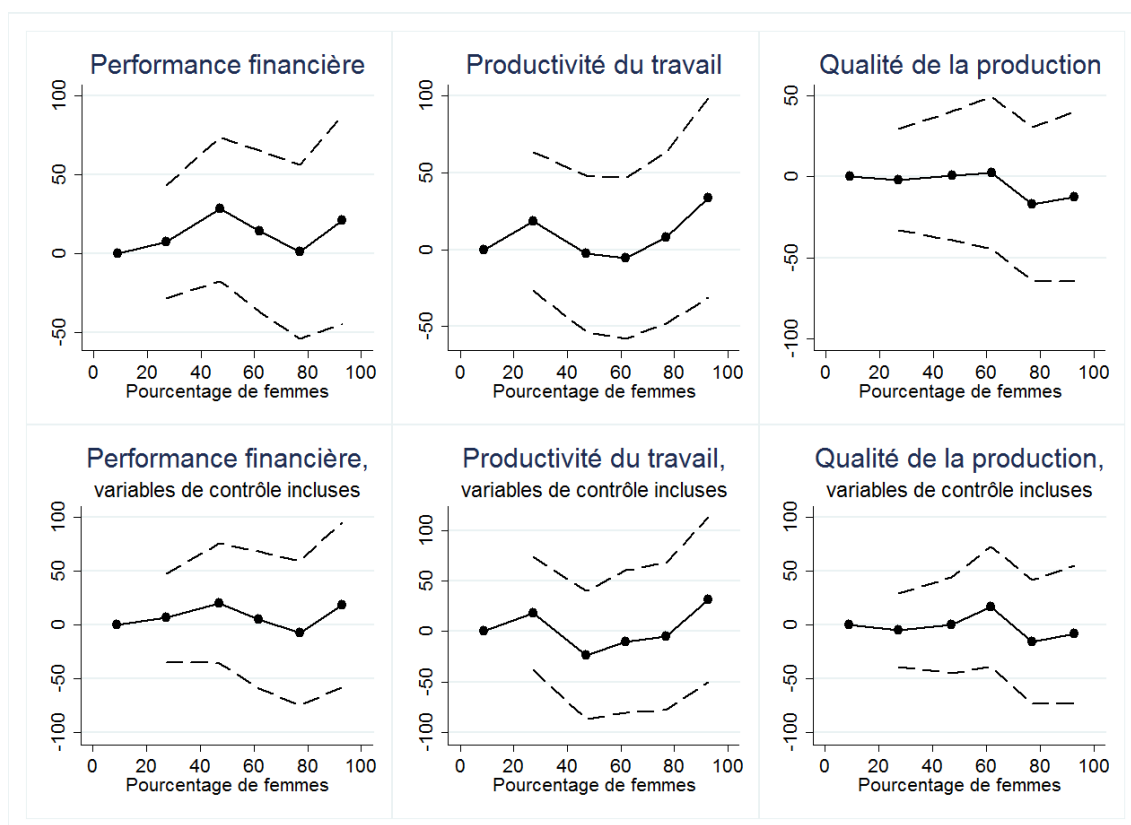 Performance financière
100
50
0
-50
0 20 40 60 80 100
Pourcentage de femmes
Productivité du travail
100
50
0
-50
0 20 40 60 80 100
Pourcentage de femmes
Qualité de la production
50
0
-50
-100
0 20 40 60 80 100
Pourcentage de femmes
Performance financière,
variables de contrôle incluses
100
50
0
-50
-100
0 20 40 60 80 100
Pourcentage de femmes
Productivité du travail,
variables de contrôle incluses
100
50
0
-50
-100
0 20 40 60 80 100
Pourcentage de femmes
Qualité de la production,
variables de contrôle incluses
100
50
0
-50
-100
0 20 40 60 80 100
Pourcentage de femmes